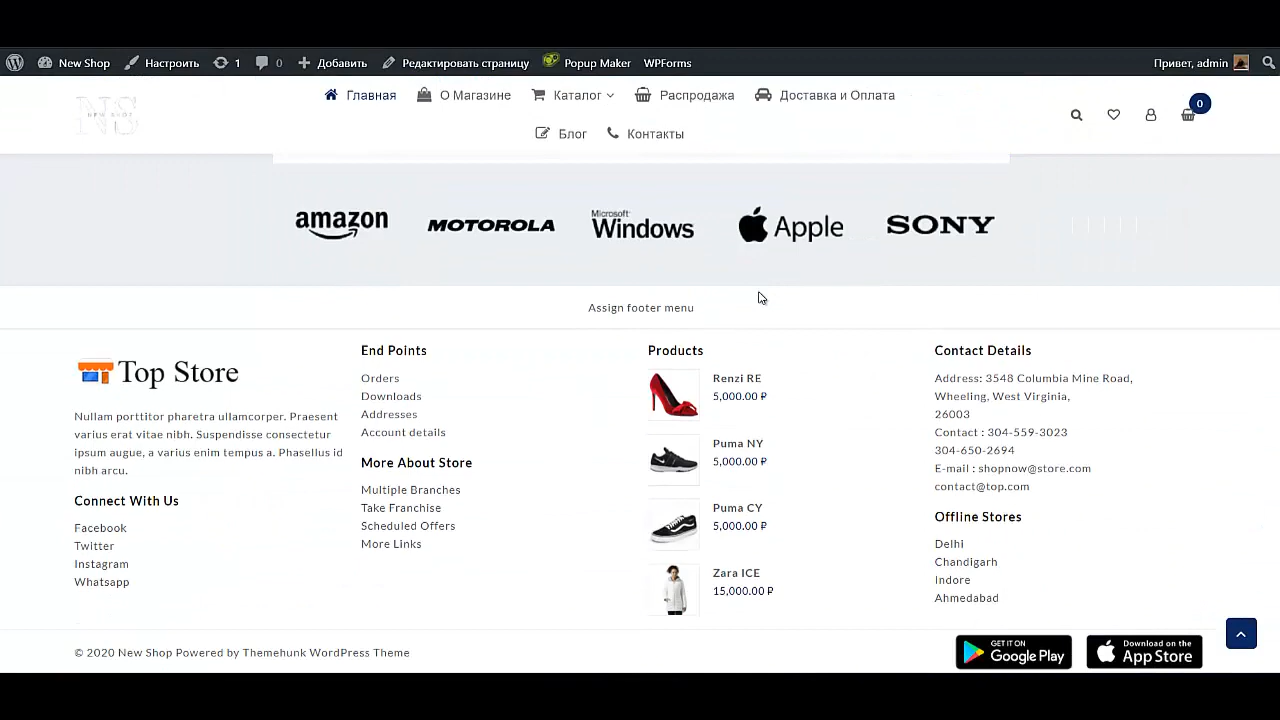 New Shop Настроить 1 0 Добавить Редактировать страницу Popup Maker WPForms Привет, admin
NS
NEW SHOP
Главная О Магазине Каталог Распродажа Доставка и Оплата
Блог Контакты
0
amazon MOTOROLA Microsoft Windows Apple SONY
Assign footer menu
Top Store
Nullam porttitor pharetra ullamcorper. Praesent
varius erat vitae nibh. Suspendisse consectetur
ipsum augue, a varius enim tempus a. Phasellus id
nibh arcu.
Connect With Us
Facebook
Twitter
Instagram
Whatsapp
End Points
Orders
Downloads
Addresses
Account details
More About Store
Multiple Branches
Take Franchise
Scheduled Offers
More Links
Products
Renzi RE
5,000.00 ₽
Puma NY
5,000.00 ₽
Puma CY
5,000.00 ₽
Zara ICE
15,000.00 ₽
Contact Details
Address: 3548 Columbia Mine Road,
Wheeling, West Virginia,
26003
Contact : 304-559-3023
304-650-2694
E-mail : shopnow@store.com
contact@top.com
Offline Stores
Delhi
Chandigarh
Indore
Ahmedabad
© 2020 New Shop Powered by Themehunk WordPress Theme
GET IT ON
Google Play
Download on the
App Store